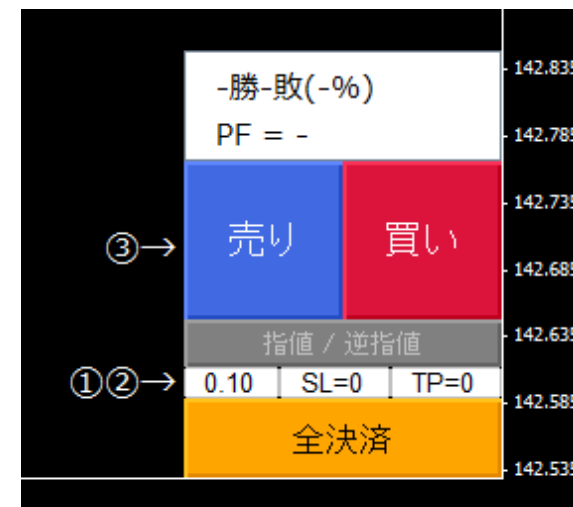 -勝-敗(-%)
PF = -
③→ 売り 買い
指値 / 逆指値
①②→ 0.10 SL=0 TP=0
全決済
142.835
142.785
142.735
142.685
142.635
142.585
142.535